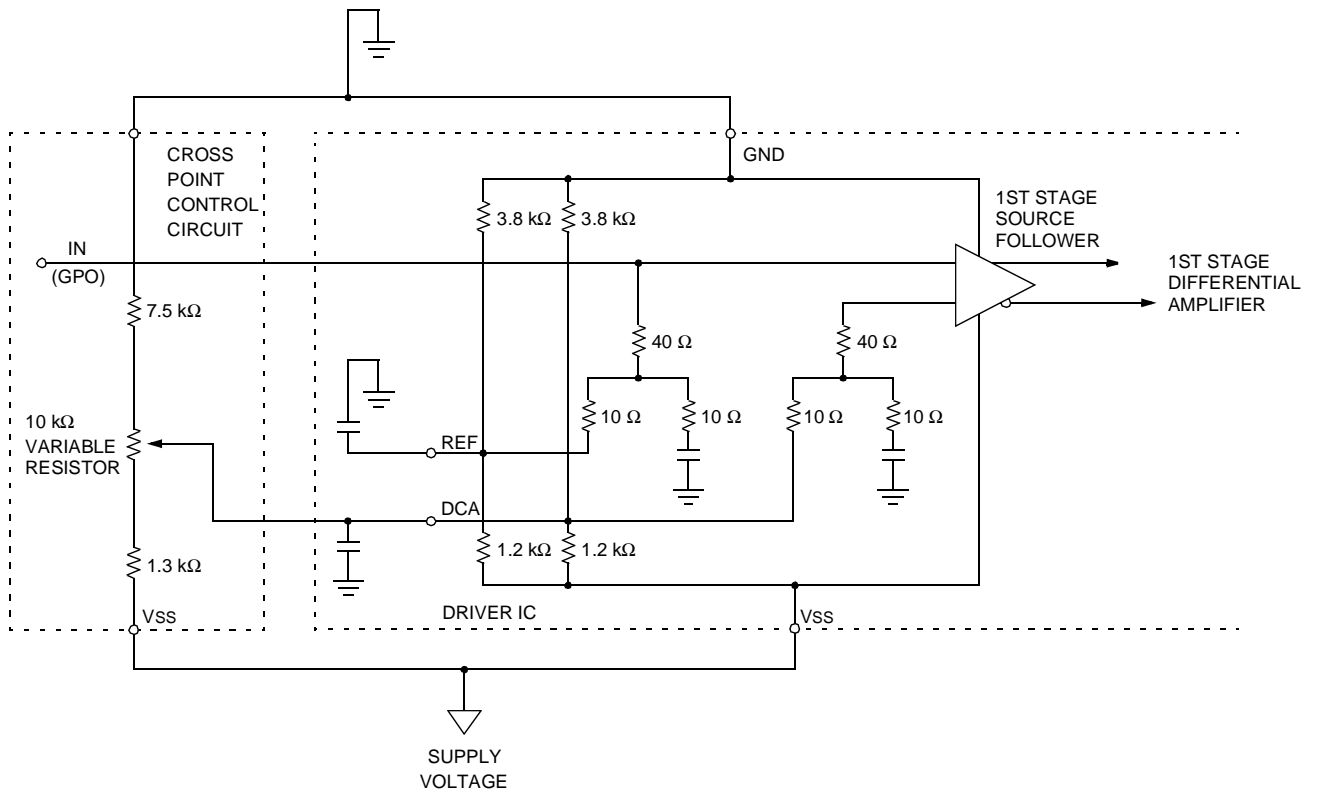 CROSS
POINT
CONTROL
CIRCUIT
GND
3.8 kΩ
3.8 kΩ
1ST STAGE
SOURCE
FOLLOWER
IN
(GPO)
1ST STAGE
DIFFERENTIAL
AMPLIFIER
7.5 kΩ
40 Ω
40 Ω
10 kΩ
VARIABLE
RESISTOR
10 Ω
10 Ω
10 Ω
10 Ω
REF
DCA
1.2 kΩ
1.2 kΩ
1.3 kΩ
VSS
DRIVER IC
VSS
SUPPLY
VOLTAGE